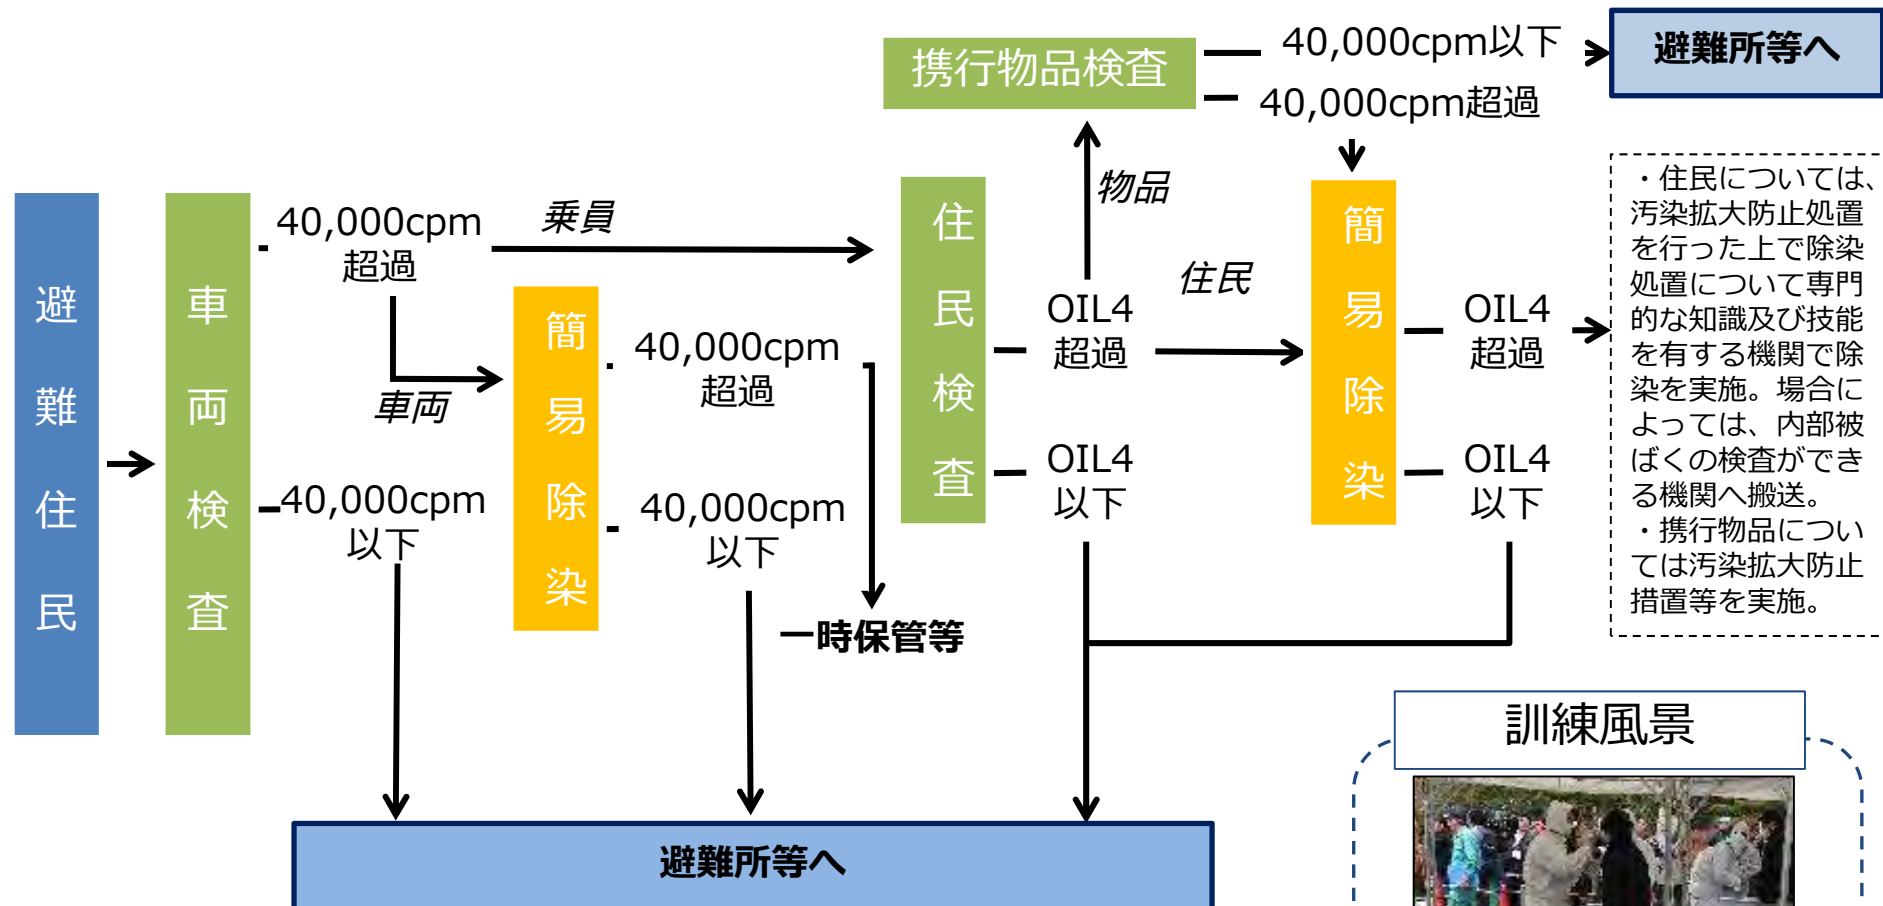 避難住民
車両検査
40,000cpm
超過
乗員
車両
40,000cpm
以下
簡易除染
40,000cpm
超過
40,000cpm
以下
一時保管等
住民検査
物品
携行物品検査
40,000cpm以下
40,000cpm超過
避難所等へ
OIL4
超過
住民
OIL4
以下
簡易除染
OIL4
超過
OIL4
以下
・住民については、
汚染拡大防止処置
を行った上で除染
処置について専門
的な知識及び技能
を有する機関で除
染を実施。場合に
よっては、内部被
ばくの検査ができ
る機関へ搬送。
・携行物品につい
ては汚染拡大防止
措置等を実施。
避難所等へ
訓練風景